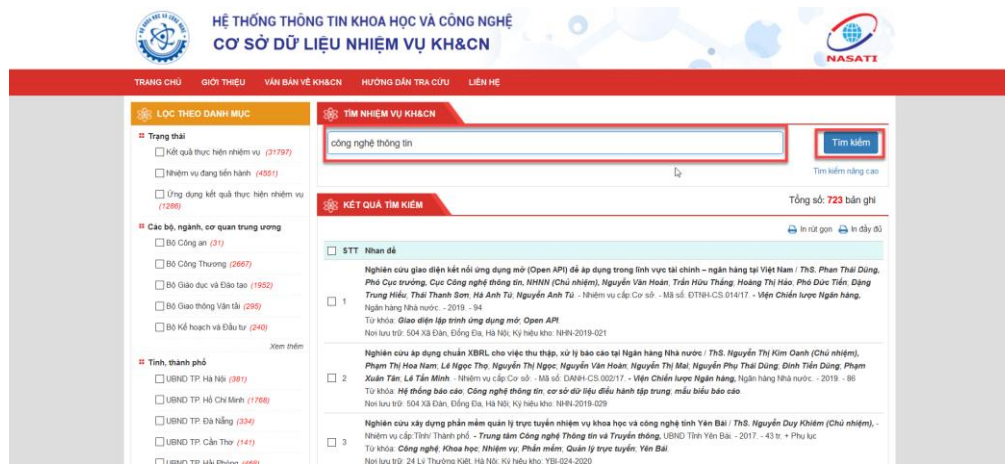 HỆ THỐNG THÔNG TIN KHOA HỌC VÀ CÔNG NGHỆ
CƠ SỞ DỮ LIỆU NHIỆM VỤ KH&CN
NASATI
TRANG CHỦ GIỚI THIỆU VĂN BẢN VỀ KH&CN HƯỚNG DẪN TRA CỨU LIÊN HỆ
LỌC THEO DANH MỤC
Trạng thái
Kết quả thực hiện nhiệm vụ (31797)
Nhiệm vụ đang tiến hành (4551)
Ứng dụng kết quả thực hiện nhiệm vụ
(1286)
Các bộ, ngành, cơ quan trung ương
Bộ Công an (31)
Bộ Công Thương (2667)
Bộ Giáo dục và Đào tạo (1952)
Bộ Giao thông Vận tải (295)
Bộ Kế hoạch và Đầu tư (240)
Xem thêm
Tỉnh, thành phố
UBND TP. Hà Nội (381)
UBND TP. Hồ Chí Minh (1768)
UBND TP. Đà Nẵng (334)
UBND TP. Cần Thơ (141)
UBND TP. Hải Phòng (468)
TÌM NHIỆM VỤ KH&CN
công nghệ thông tin
Tìm kiếm
Tìm kiếm nâng cao
KẾT QUẢ TÌM KIẾM
Tổng số: 723 bản ghi
In rút gọn In đầy đủ
STT Nhan đề
1
Nghiên cứu giao diện kết nối ứng dụng mở (Open API) để áp dụng trong lĩnh vực tài chính – ngân hàng tại Việt Nam / ThS. Phan Thái Dũng,
Phó Cục trưởng, Cục Công nghệ thông tin, NHNN (Chủ nhiệm), Nguyễn Văn Hoàn, Trần Hữu Thắng, Hoàng Thị Hào, Phó Đức Tiến, Đặng
Trung Hiếu, Thái Thanh Sơn, Hà Anh Tú, Nguyễn Anh Tú. - Nhiệm vụ cấp:Cơ sở. - Mã số: ĐTNH-CS.014/17. - Viện Chiến lược Ngân hàng,
Ngân hàng Nhà nước. - 2019. - 94
Từ khóa: Giao diện lập trình ứng dụng mở; Open API.
Nơi lưu trữ: 504 Xã Đàn, Đống Đa, Hà Nội; Ký hiệu kho: NHN-2019-021
2
Nghiên cứu áp dụng chuẩn XBRL cho việc thu thập, xử lý báo cáo tại Ngân hàng Nhà nước / ThS. Nguyễn Thị Kim Oanh (Chủ nhiệm),
Phạm Thị Hoa Nam; Lê Ngọc Thọ, Nguyễn Thị Ngọc; Nguyễn Văn Hoàn; Nguyễn Thị Mai; Nguyễn Phụ Thái Dũng; Đinh Tiến Dũng; Phạm
Xuân Tân; Lê Tấn Minh. - Nhiệm vụ cấp:Cơ sở. - Mã số: DANH-CS.002/17. - Viện Chiến lược Ngân hàng, Ngân hàng Nhà nước. - 2019. - 86
Từ khóa: Hệ thống báo cáo; Công nghệ thông tin; cơ sở dữ liệu điều hành tập trung; mẫu biểu báo cáo.
Nơi lưu trữ: 504 Xã Đàn, Đống Đa, Hà Nội; Ký hiệu kho: NHN-2019-029
3
Nghiên cứu xây dựng phần mềm quản lý trực tuyến nhiệm vụ khoa học và công nghệ tỉnh Yên Bái / ThS. Nguyễn Duy Khiêm (Chủ nhiệm), -
Nhiệm vụ cấp:Tỉnh/ Thành phố. - Trung tâm Công nghệ Thông tin và Truyền thông, UBND Tỉnh Yên Bái. - 2017. - 43 tr. + Phụ lục
Từ khóa: Công nghệ; Khoa học; Nhiệm vụ; Phần mềm; Quản lý trực tuyến; Yên Bái.
Nơi lưu trữ: 24 Lý Thường Kiệt, Hà Nội; Ký hiệu kho: YBI-024-2020